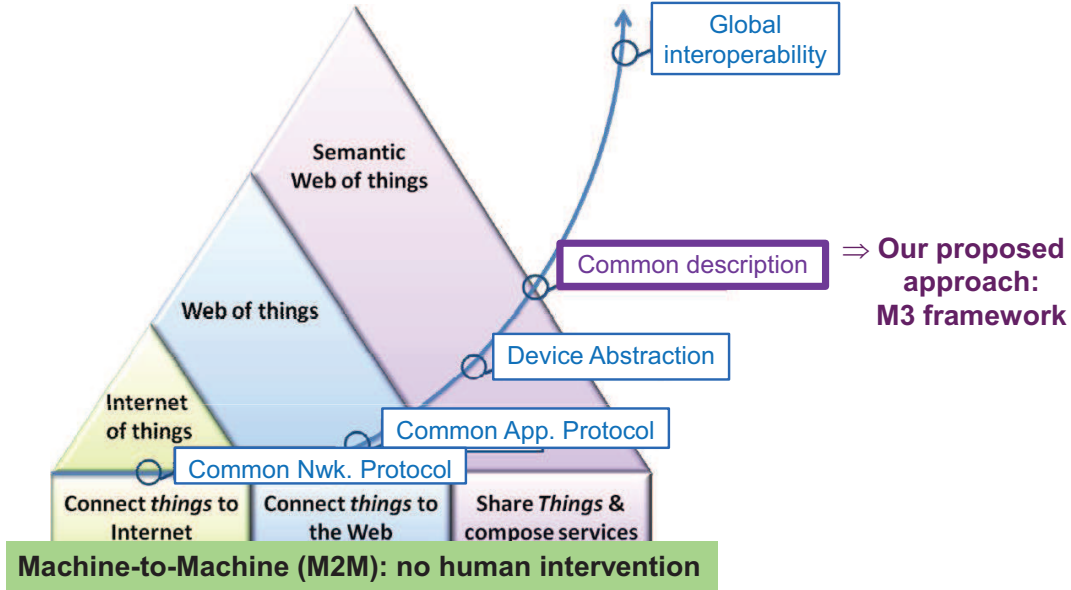 Global
interoperability
Semantic
Web of things
Common description
⇒ Our proposed
approach:
M3 framework
Web of things
Device Abstraction
Internet
of things
Common App. Protocol
Common Nwk. Protocol
Connect things to
Internet
Connect things to
the Web
Share Things &
compose services
Machine-to-Machine (M2M): no human intervention